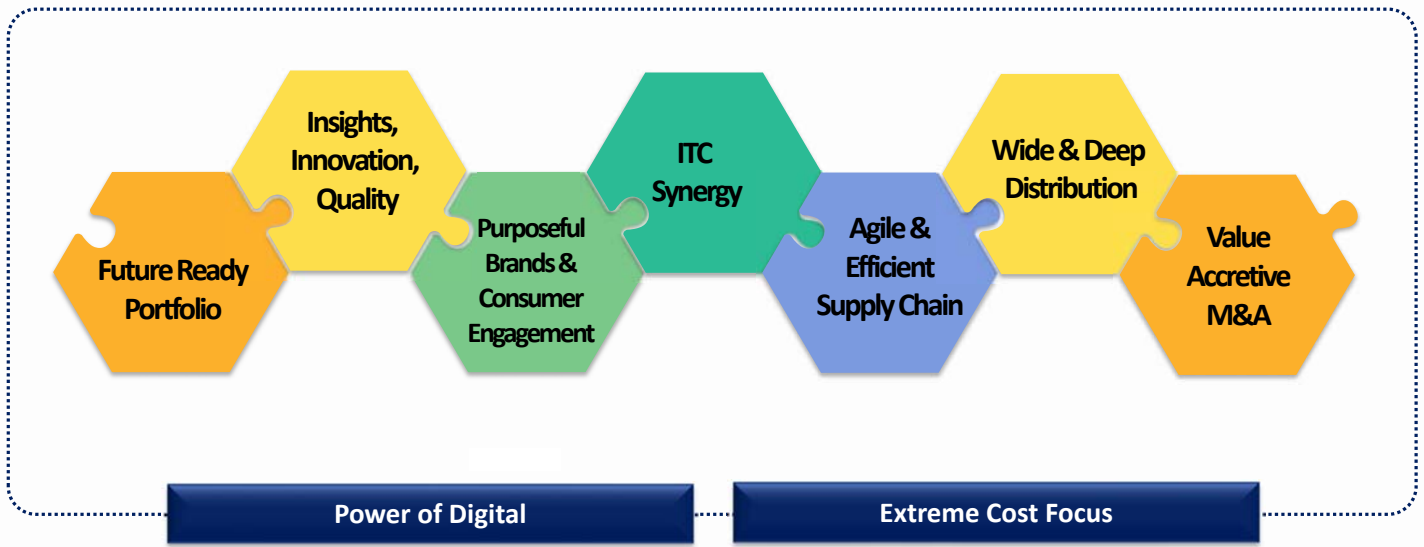 Future Ready
Portfolio
Insights,
Innovation,
Quality
Purposeful
Brands &
Consumer
Engagement
ITC
Synergy
Agile &
Efficient
Supply Chain
Wide & Deep
Distribution
Value
Accretive
M&A
Power of Digital
Extreme Cost Focus